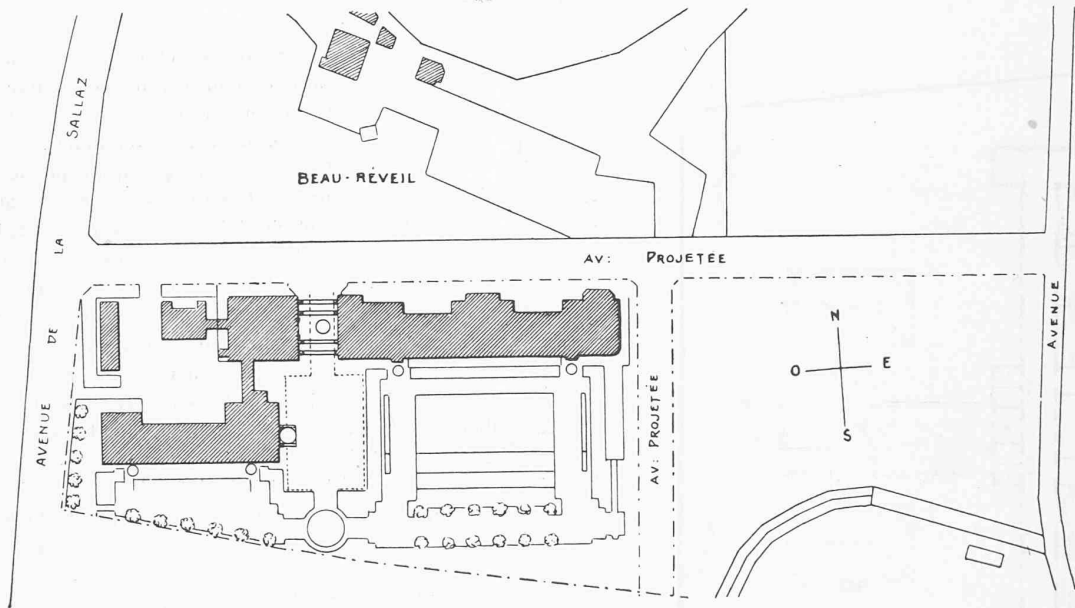 AVENUE DE LA SALLAZ
BEAU-RÉVEIL
AV: PROJETÉE
AV: PROJETÉE
AVENUE
N
O E
S